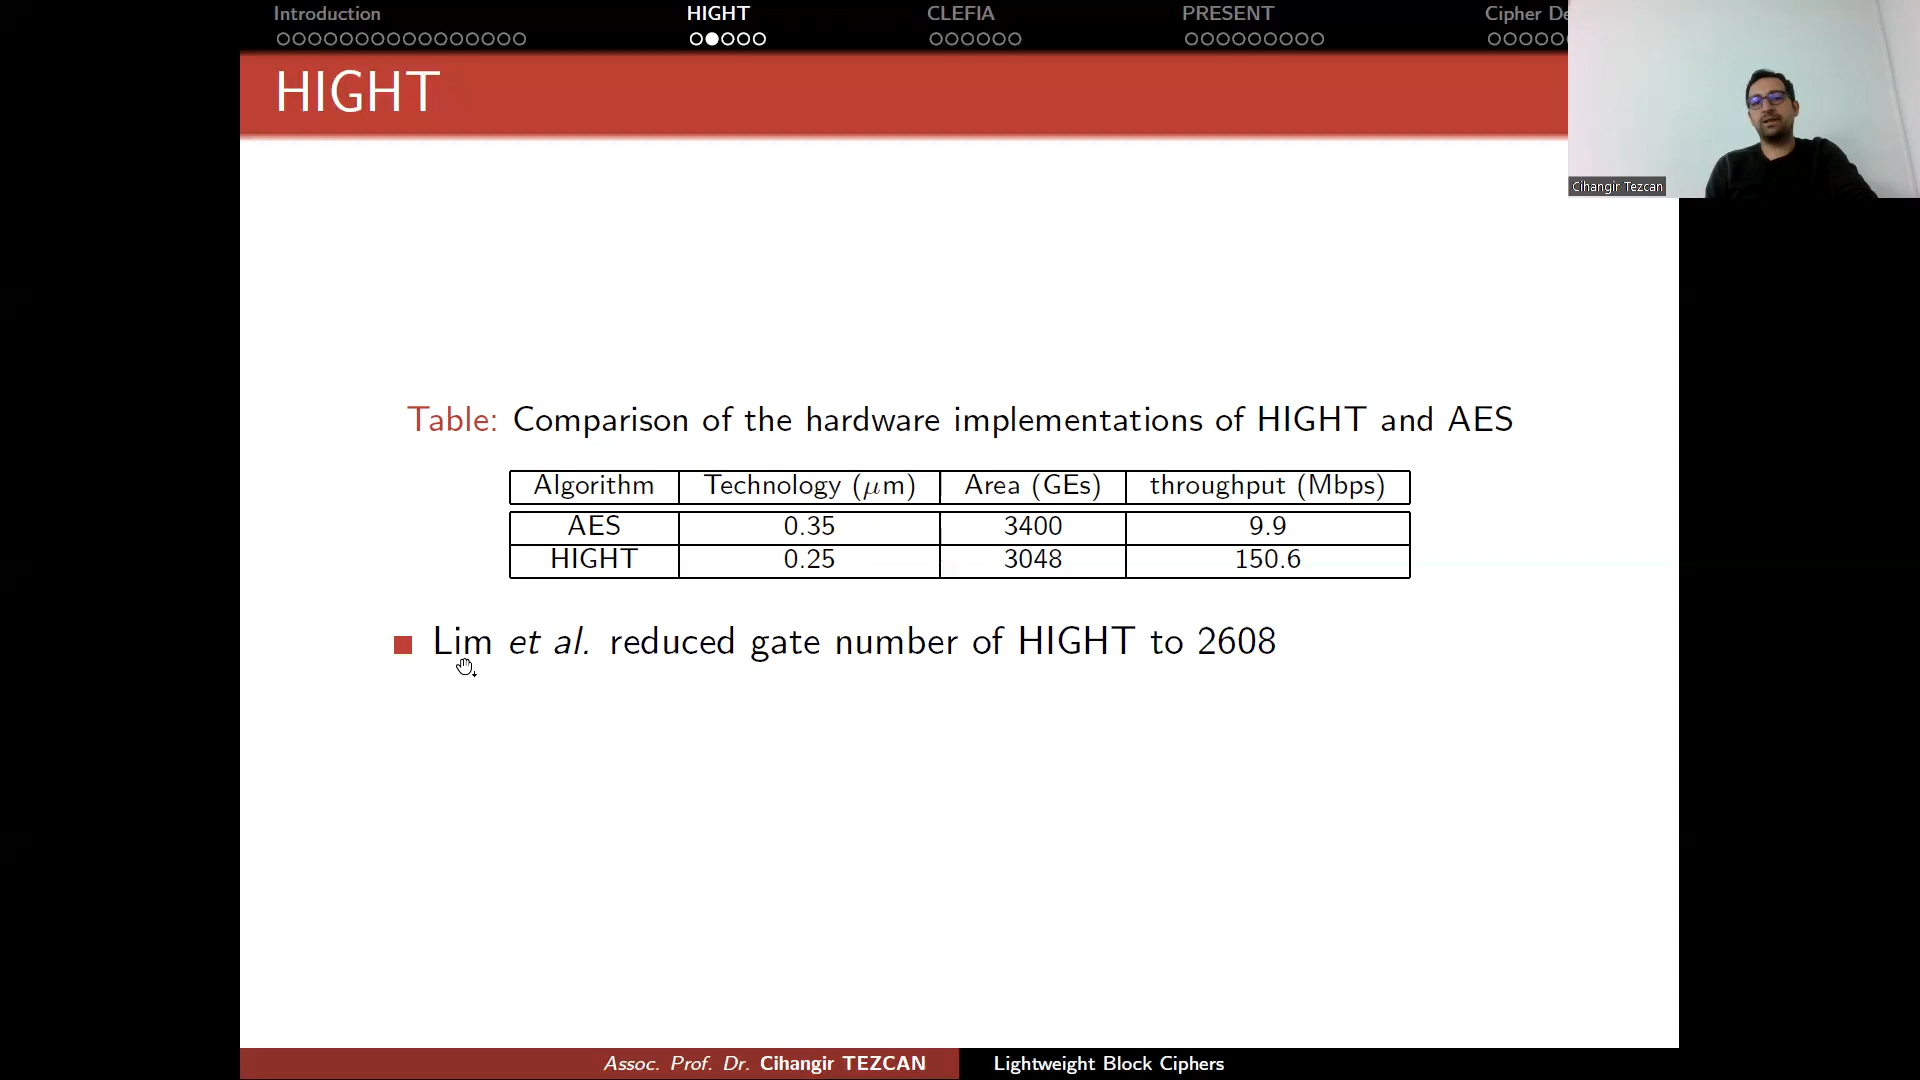 Introduction HIGHT CLEFIA PRESENT Cipher De
HIGHT
Cihangir Tezcan
Table: Comparison of the hardware implementations of HIGHT and AES
Algorithm Technology (μm) Area (GEs) throughput (Mbps)
AES 0.35 3400 9.9
HIGHT 0.25 3048 150.6
Lim et al. reduced gate number of HIGHT to 2608
Assoc. Prof. Dr. Cihangir TEZCAN Lightweight Block Ciphers